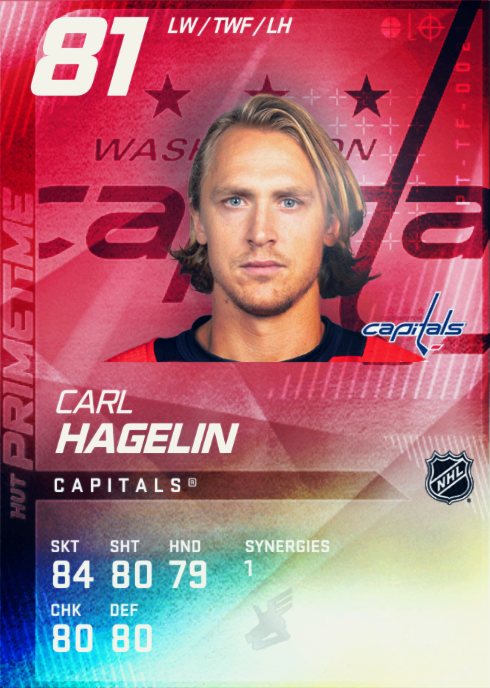 81
LW / TWF / LH
WASHINGTON
capitals
HUT PRIMETIME
CARL
HAGELIN
CAPITALS®
NHL
SKT SHT HND SYNERGIES
84 80 79 1
CHK DEF
80 80